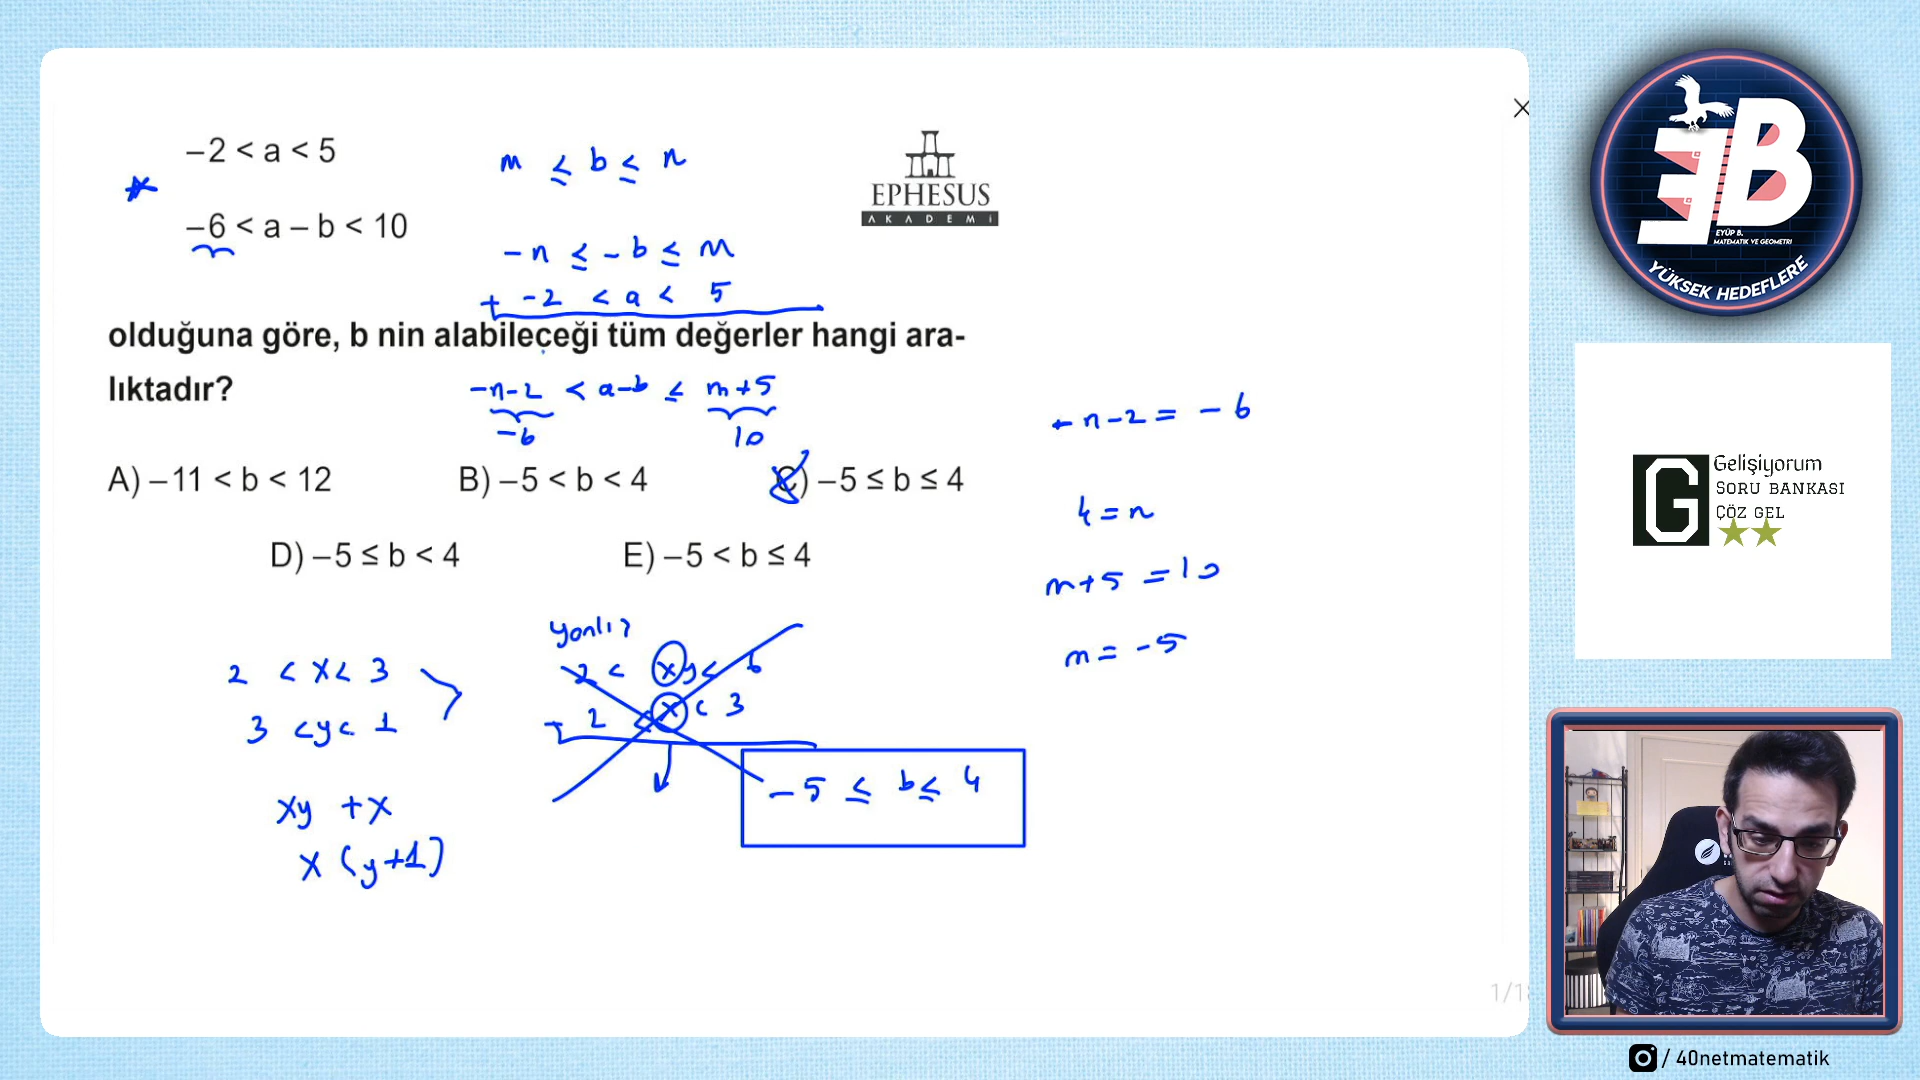 −2 < a < 5
−6 < a − b < 10
m ≤ b ≤ n
−n ≤ −b ≤ m
+ −2 < a < 5
EPHESUS
AKADEMİ
olduğuna göre, b nin alabileceği tüm değerler hangi ara-
lıktadır?
−n−2 < a−b ≤ m+5
−6 10
A) −11 < b < 12 B) −5 < b < 4 C) −5 ≤ b ≤ 4
D) −5 ≤ b < 4 E) −5 < b ≤ 4
−n−2 = −6
4 = n
m+5 = 10
m = −5
2 < x < 3
3 < y < 1
xy + x
x (y+1)
yanlış
2 < xy < 6
+ 2 < x < 3
−5 ≤ b ≤ 4
1/18
×
EB
EYÜP B.
MATEMATİK VE GEOMETRİ
YÜKSEK HEDEFLERE
G
Gelişiyorum
SORU BANKASI
ÇÖZ GEL
/ 40netmatematik